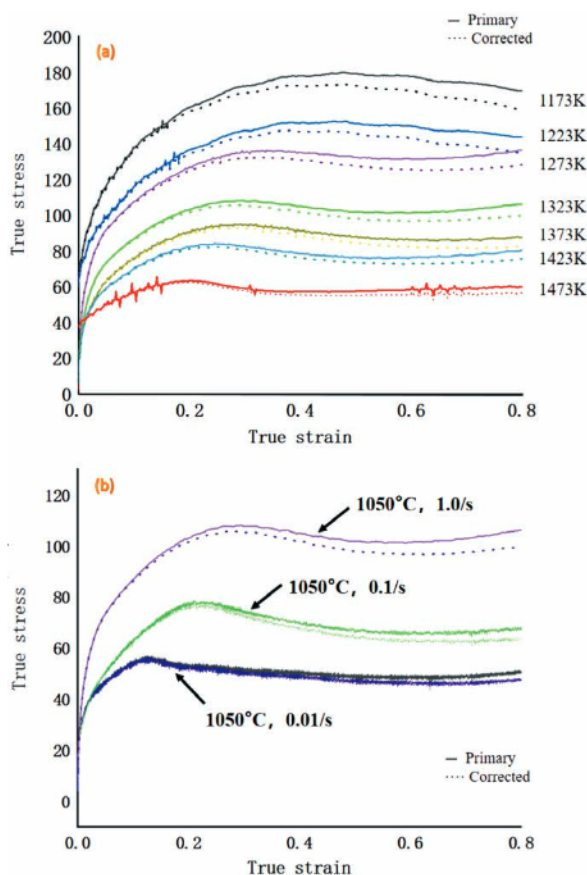 (a)
— Primary
····· Corrected
200
180
160
140
120
100
80
60
40
20
0
True stress
1173K
1223K
1273K
1323K
1373K
1423K
1473K
0.0 0.2 0.4 0.6 0.8
True strain
(b)
120
100
80
60
40
20
0
True stress
1050°C, 1.0/s
1050°C, 0.1/s
1050°C, 0.01/s
— Primary
····· Corrected
0.0 0.2 0.4 0.6 0.8
True strain